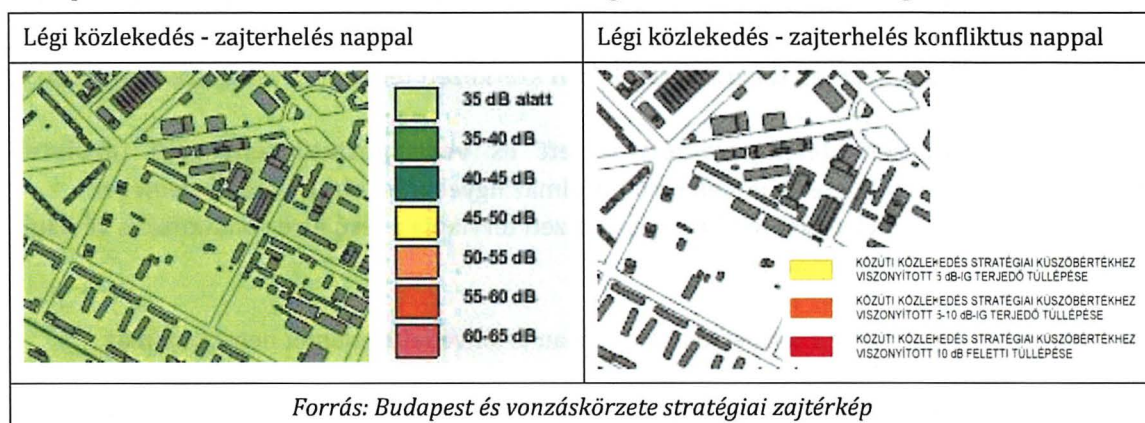 Légi közlekedés - zajterhelés nappal
35 dB alatt
35-40 dB
40-45 dB
45-50 dB
50-55 dB
55-60 dB
60-65 dB
Légi közlekedés - zajterhelés konfliktus nappal
KÖZÚTI KÖZLEKEDÉS STRATÉGIAI KÜSZÖBÉRTÉKHEZ
VISZONYÍTOTT 5 dB-IG TERJEDŐ TÚLLÉPÉSE
KÖZÚTI KÖZLEKEDÉS STRATÉGIAI KÜSZÖBÉRTÉKHEZ
VISZONYÍTOTT 5-10 dB-IG TERJEDŐ TÚLLÉPÉSE
KÖZÚTI KÖZLEKEDÉS STRATÉGIAI KÜSZÖBÉRTÉKHEZ
VISZONYÍTOTT 10 dB FELETTI TÚLLÉPÉSE
Forrás: Budapest és vonzáskörzete stratégiai zajtérkép